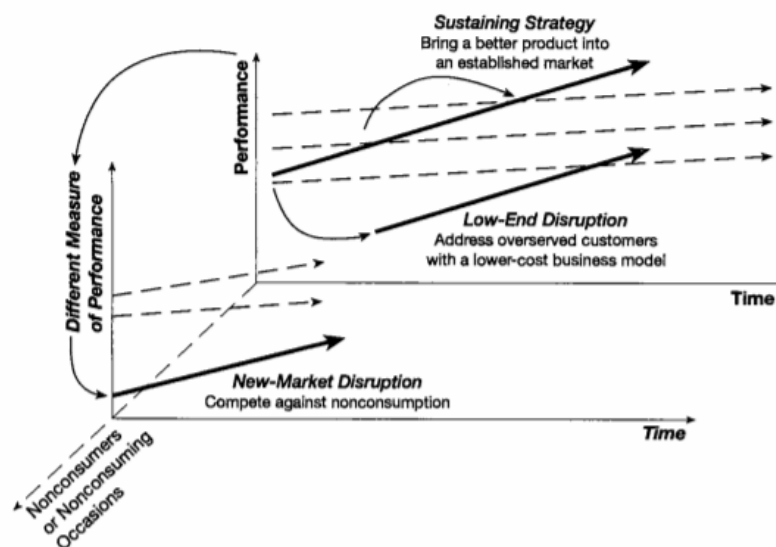 Sustaining Strategy
Bring a better product into
an established market
Performance
Different Measure
of Performance
Low-End Disruption
Address overserved customers
with a lower-cost business model
Time
New-Market Disruption
Compete against nonconsumption
Time
Nonconsumers
or Nonconsuming
Occasions